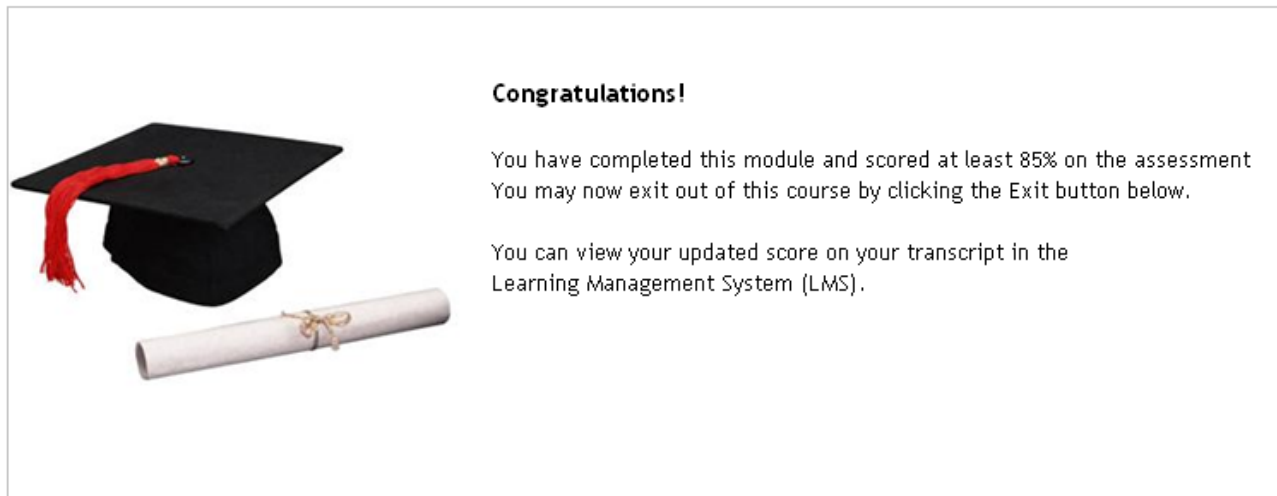 Congratulations!
You have completed this module and scored at least 85% on the assessment
You may now exit out of this course by clicking the Exit button below.
You can view your updated score on your transcript in the
Learning Management System (LMS).